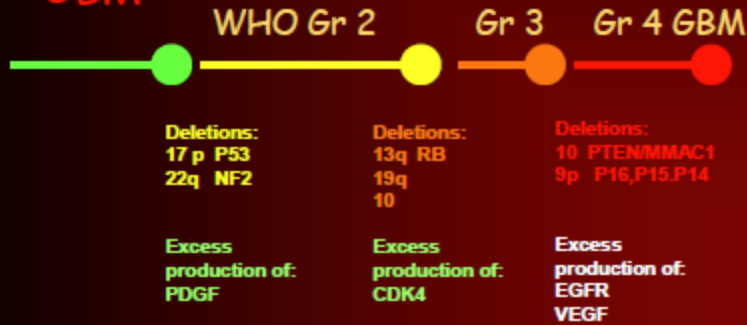 GBM
WHO Gr 2
Gr 3
Gr 4 GBM
Deletions:
17 p P53
22q NF2
Excess
production of:
PDGF
Deletions:
13q RB
19q
10
Excess
production of:
CDK4
Deletions:
10 PTEN/MMAC1
9p P16,P15.P14
Excess
production of:
EGFR
VEGF